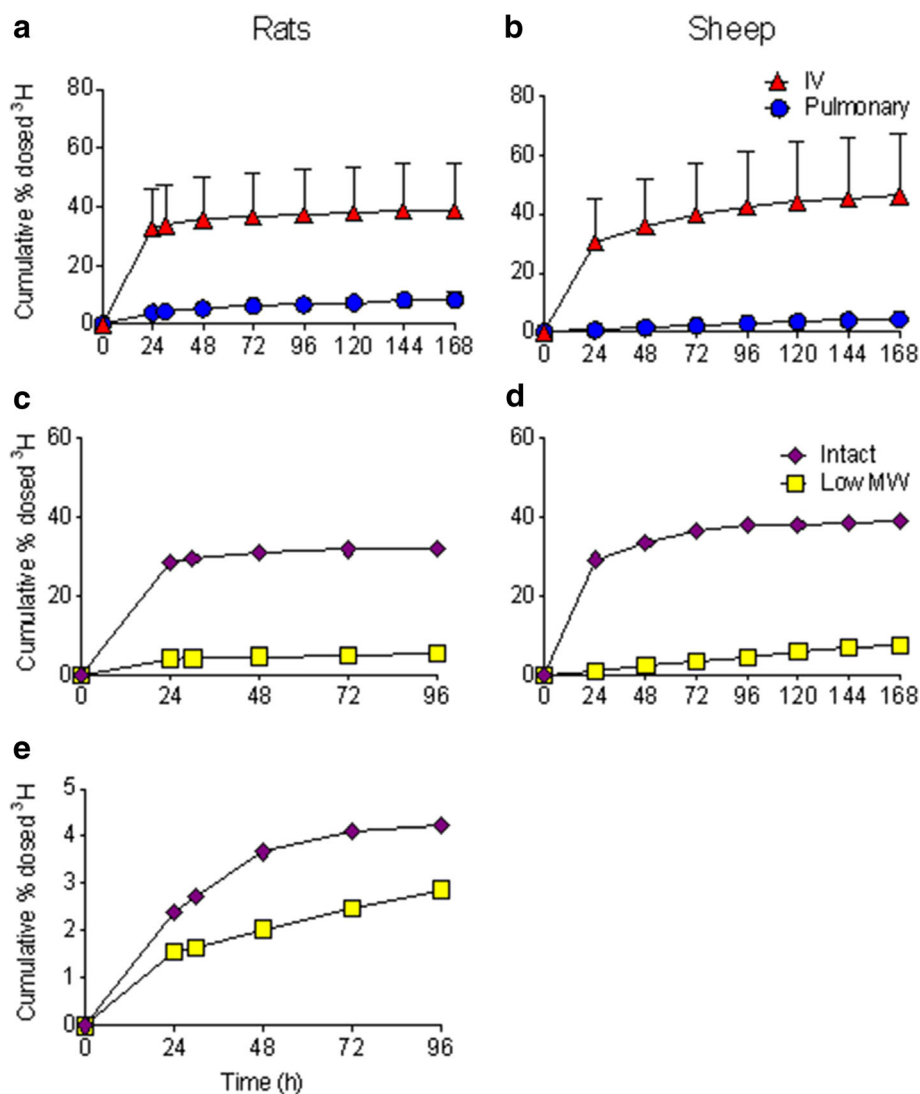 a Rats
b Sheep
Cumulative % dosed ³H
80
60
40
20
0
0 24 48 72 96 120 144 168
80
60
40
20
0
0 24 48 72 96 120 144 168
IV
Pulmonary
c
Cumulative % dosed ³H
60
40
20
0
0 24 48 72 96
d
60
40
20
0
0 24 48 72 96 120 144 168
Intact
Low MW
e
Cumulative % dosed ³H
5
4
3
2
1
0
0 24 48 72 96
Time (h)